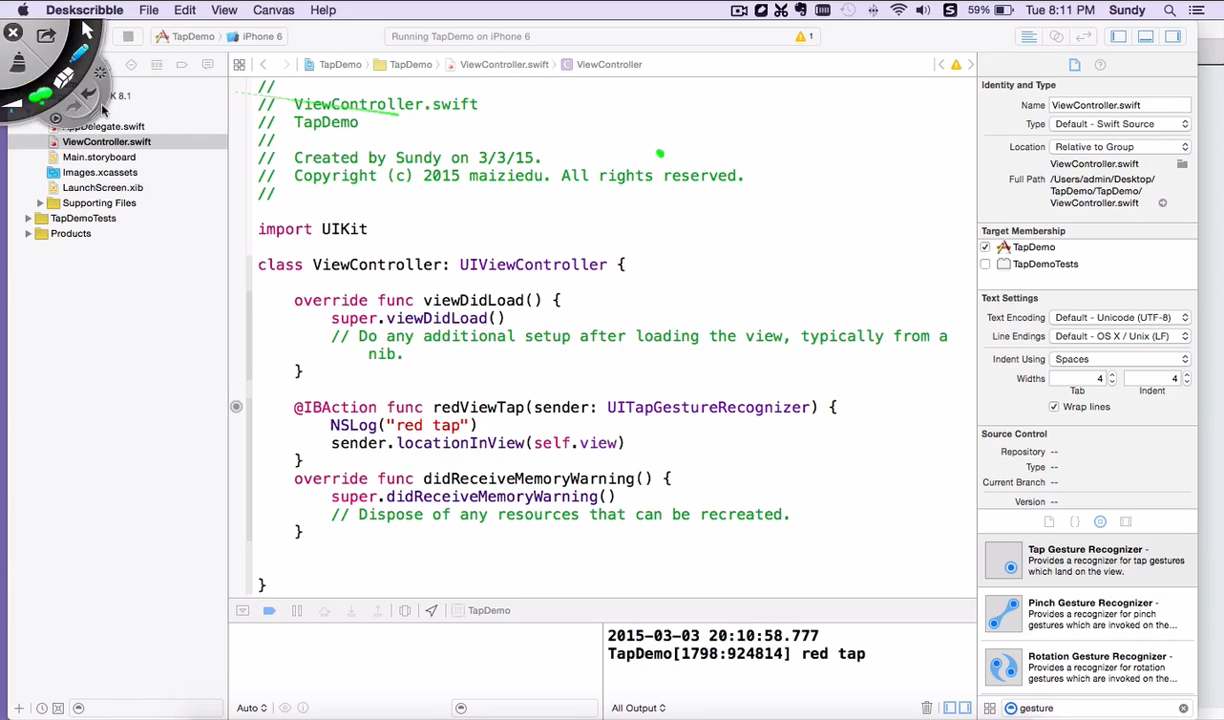 Deskscribble File Edit View Canvas Help 59% Tue 8:11 PM Sundy
TapDemo iPhone 6 Running TapDemo on iPhone 6 1
TapDemo TapDemo ViewController.swift ViewController
K 8.1
AppDelegate.swift
ViewController.swift
Main.storyboard
Images.xcassets
LaunchScreen.xib
Supporting Files
TapDemoTests
Products
//
// ViewController.swift
// TapDemo
//
// Created by Sundy on 3/3/15.
// Copyright (c) 2015 maiziedu. All rights reserved.
//
import UIKit
class ViewController: UIViewController {
override func viewDidLoad() {
super.viewDidLoad()
// Do any additional setup after loading the view, typically from a
nib.
}
@IBAction func redViewTap(sender: UITapGestureRecognizer) {
NSLog("red tap")
sender.locationInView(self.view)
}
override func didReceiveMemoryWarning() {
super.didReceiveMemoryWarning()
// Dispose of any resources that can be recreated.
}
}
TapDemo
2015-03-03 20:10:58.777
TapDemo[1798:924814] red tap
Auto
All Output
Identity and Type
Name ViewController.swift
Type Default - Swift Source
Location Relative to Group
ViewController.swift
Full Path /Users/admin/Desktop/
TapDemo/TapDemo/
ViewController.swift
Target Membership
TapDemo
TapDemoTests
Text Settings
Text Encoding Default - Unicode (UTF-8)
Line Endings Default - OS X / Unix (LF)
Indent Using Spaces
Widths 4 4
Tab Indent
Wrap lines
Source Control
Repository --
Type --
Current Branch --
Version --
Tap Gesture Recognizer -
Provides a recognizer for tap gestures
which land on the view.
Pinch Gesture Recognizer -
Provides a recognizer for pinch
gestures which are invoked on the...
Rotation Gesture Recognizer -
Provides a recognizer for rotation
gestures which are invoked on the...
gesture